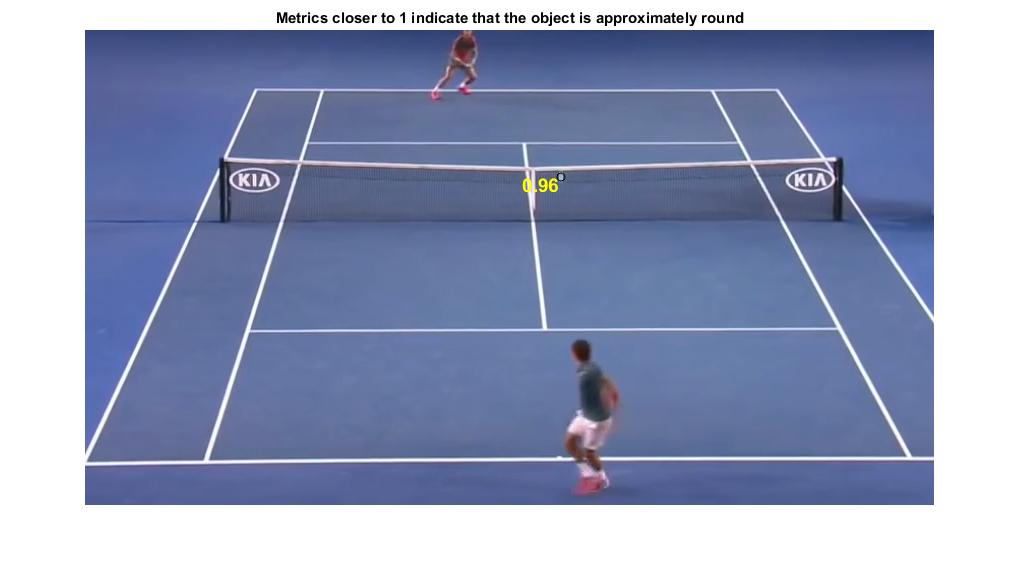 Metrics closer to 1 indicate that the object is approximately round
KIA
KIA
0.96